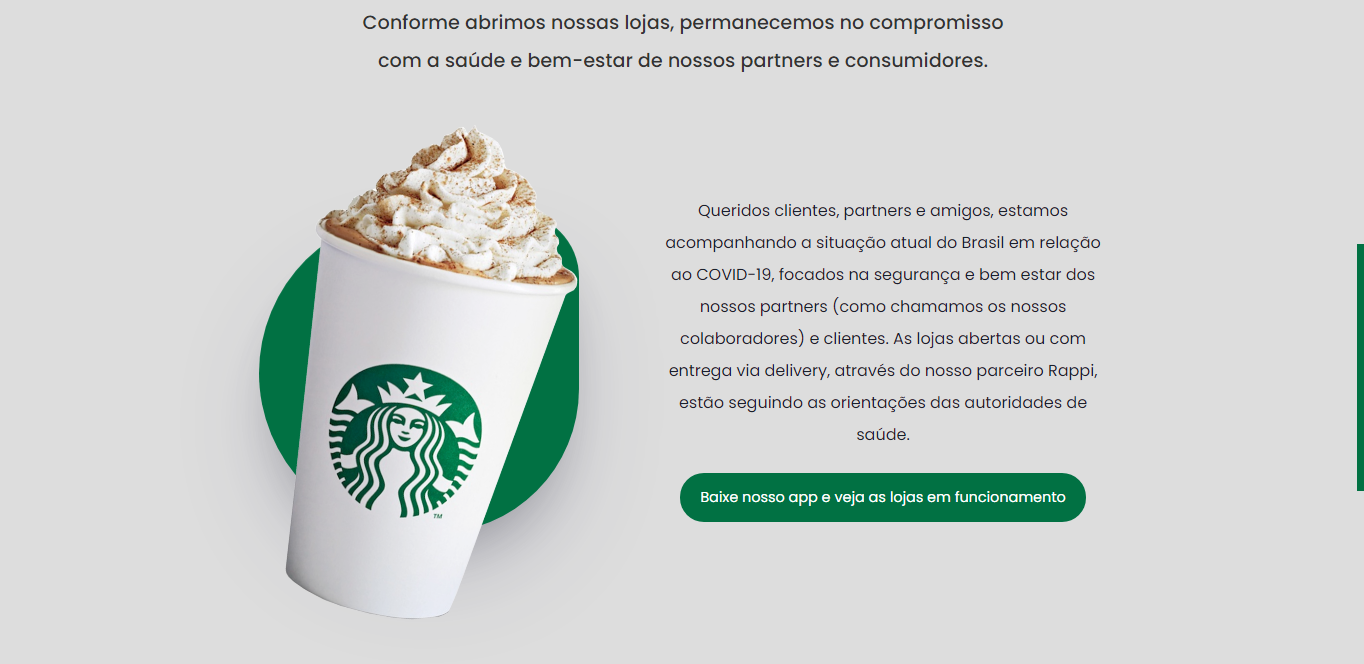 Conforme abrimos nossas lojas, permanecemos no compromisso
com a saúde e bem-estar de nossos partners e consumidores.
Queridos clientes, partners e amigos, estamos
acompanhando a situação atual do Brasil em relação
ao COVID-19, focados na segurança e bem estar dos
nossos partners (como chamamos os nossos
colaboradores) e clientes. As lojas abertas ou com
entrega via delivery, através do nosso parceiro Rappi,
estão seguindo as orientações das autoridades de
saúde.
Baixe nosso app e veja as lojas em funcionamento
TM